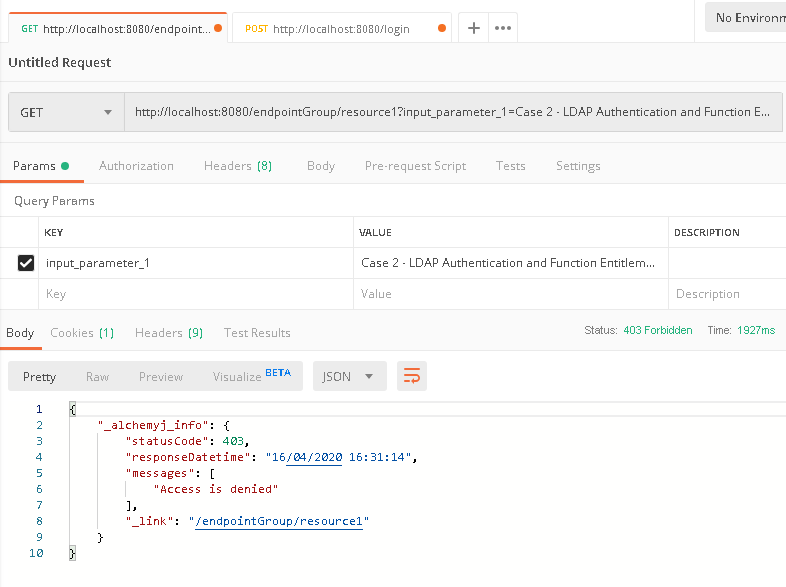 GET http://localhost:8080/endpoint... POST http://localhost:8080/login + ••• No Environm
Untitled Request
GET http://localhost:8080/endpointGroup/resource1?input_parameter_1=Case 2 - LDAP Authentication and Function E...
Params Authorization Headers (8) Body Pre-request Script Tests Settings
Query Params
KEY VALUE DESCRIPTION
input_parameter_1 Case 2 - LDAP Authentication and Function Entitlem...
Key Value Description
Body Cookies (1) Headers (9) Test Results Status: 403 Forbidden Time: 1927ms
Pretty Raw Preview Visualize BETA JSON
1 {
2 "_alchemyj_info": {
3 "statusCode": 403,
4 "responseDatetime": "16/04/2020 16:31:14",
5 "messages": [
6 "Access is denied"
7 ],
8 "_link": "/endpointGroup/resource1"
9 }
10 }